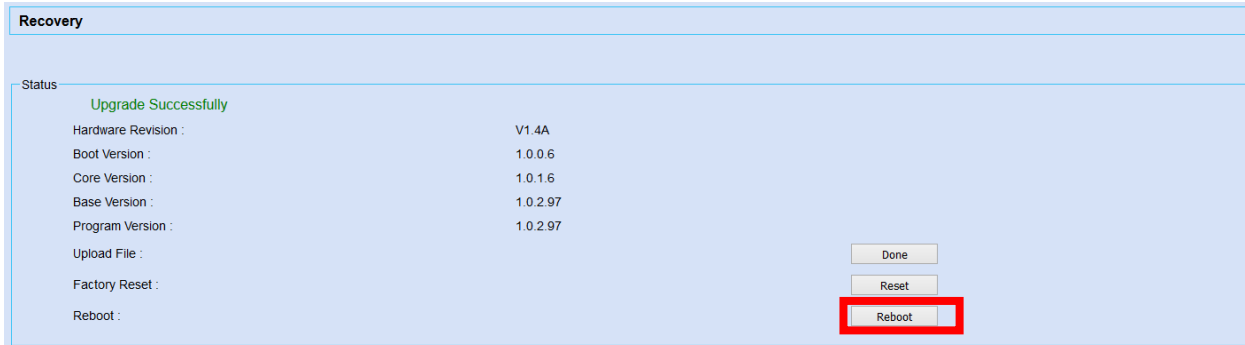 Recovery
Status
Upgrade Successfully
Hardware Revision : V1.4A
Boot Version : 1.0.0.6
Core Version : 1.0.1.6
Base Version : 1.0.2.97
Program Version : 1.0.2.97
Upload File : Done
Factory Reset : Reset
Reboot : Reboot